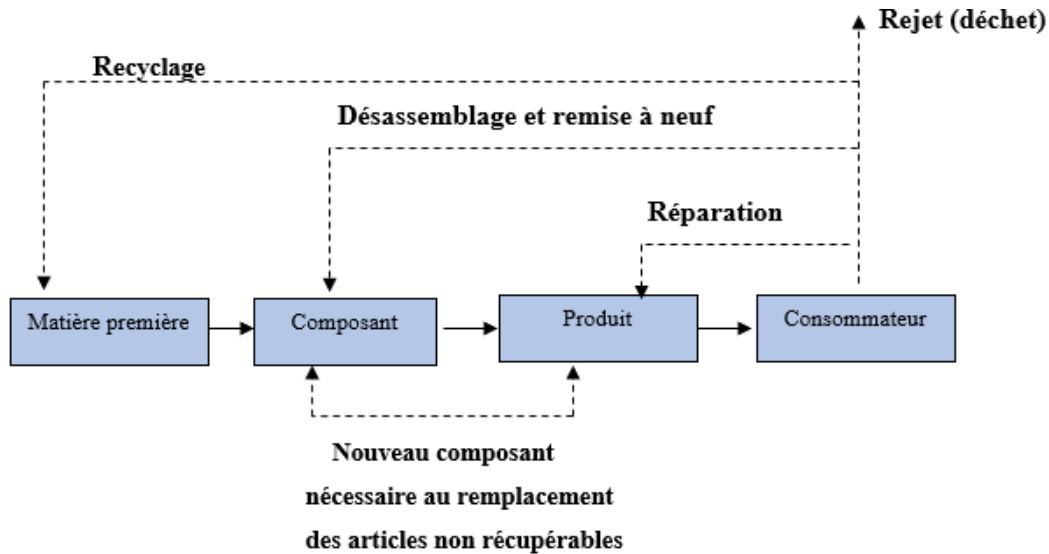 Rejet (déchet)
Recyclage
Désassemblage et remise à neuf
Réparation
Matière première
Composant
Produit
Consommateur
Nouveau composant
nécessaire au remplacement
des articles non récupérables